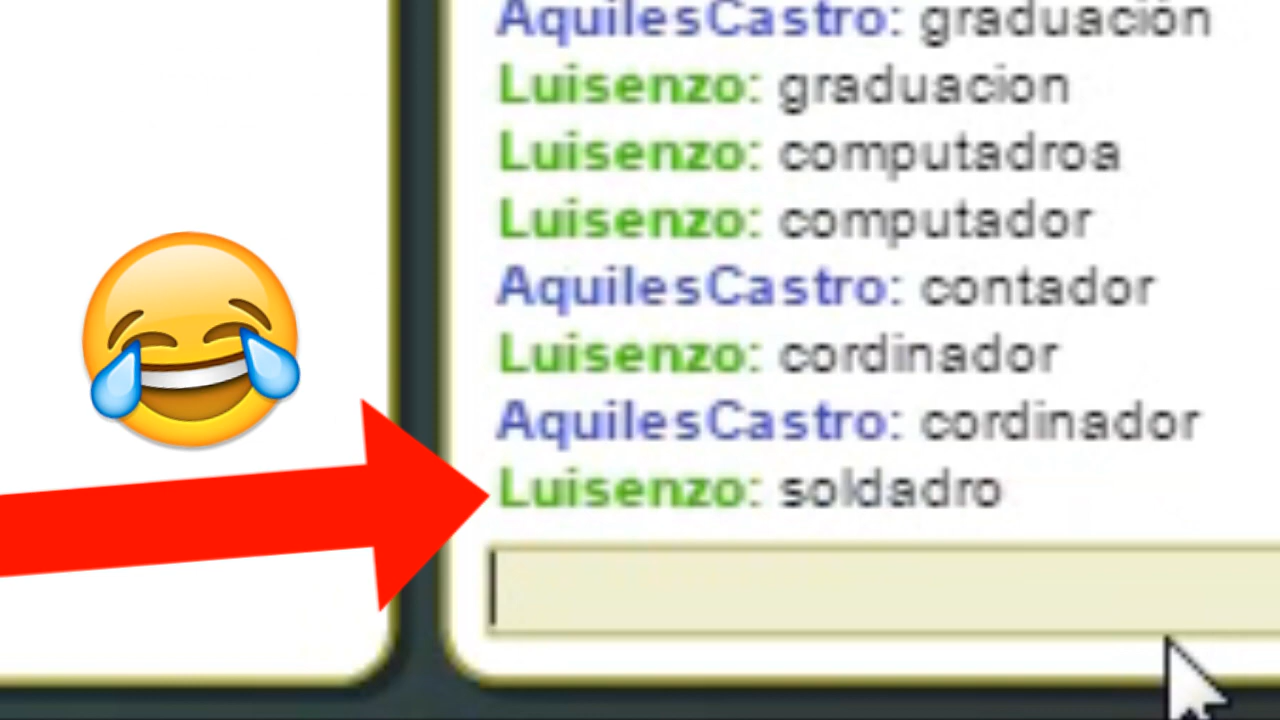 AquilesCastro: graduación
Luisenzo: graduacion
Luisenzo: computadroa
Luisenzo: computador
AquilesCastro: contador
Luisenzo: cordinador
AquilesCastro: cordinador
Luisenzo: soldadro